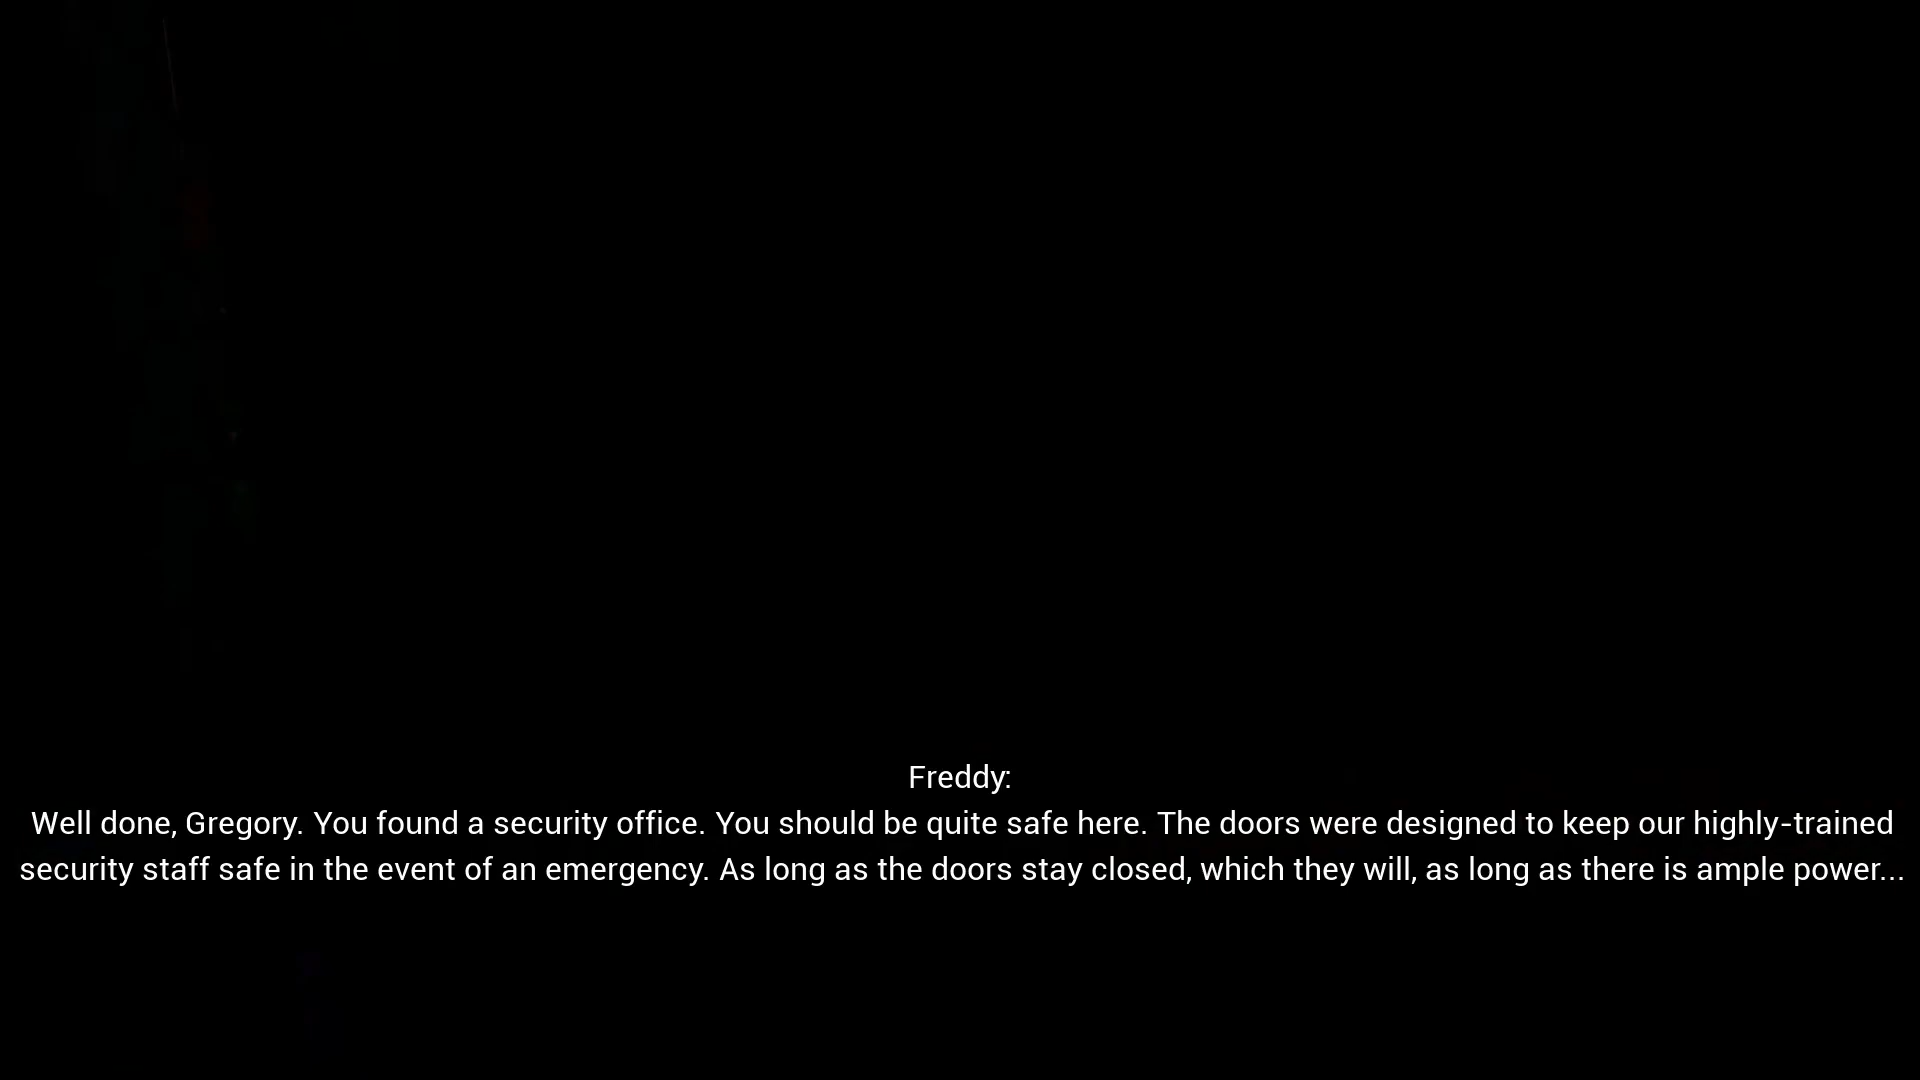 Freddy:
Well done, Gregory. You found a security office. You should be quite safe here. The doors were designed to keep our highly-trained
security staff safe in the event of an emergency. As long as the doors stay closed, which they will, as long as there is ample power...